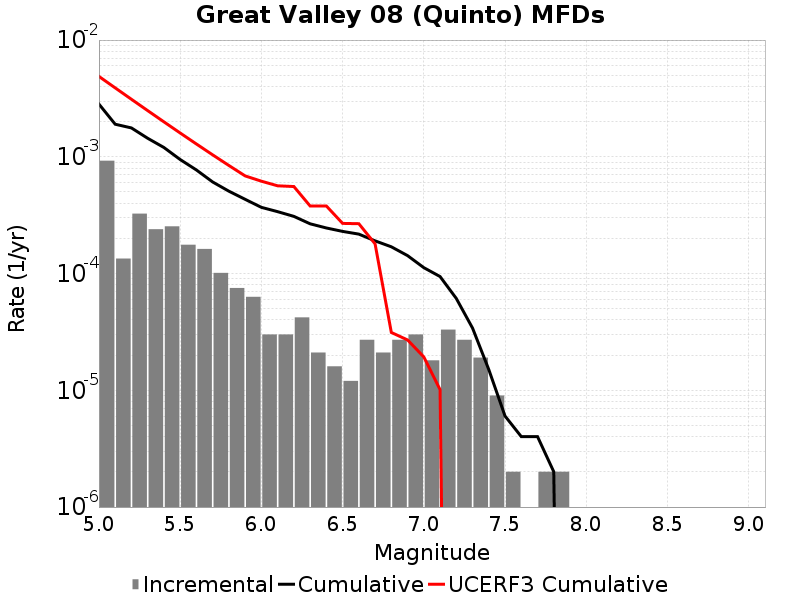 Great Valley 08 (Quinto) MFDs
10-2
10-3
10-4
10-5
10-6
Rate (1/yr)
5.0 5.5 6.0 6.5 7.0 7.5 8.0 8.5 9.0
Magnitude
Incremental Cumulative UCERF3 Cumulative